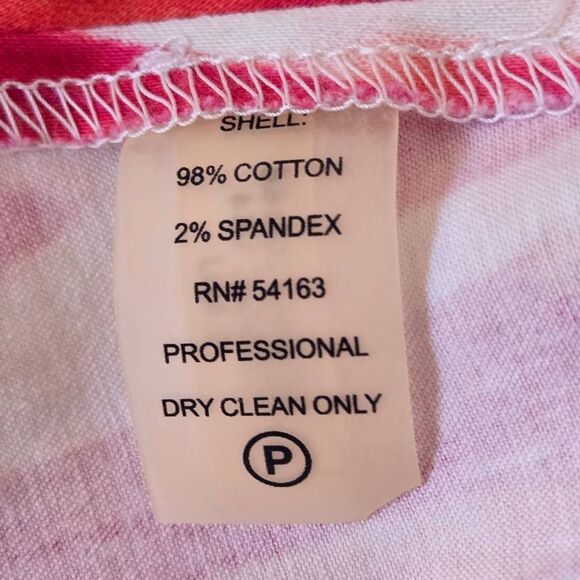 SHELL:
98% COTTON
2% SPANDEX
RN# 54163
PROFESSIONAL
DRY CLEAN ONLY
P